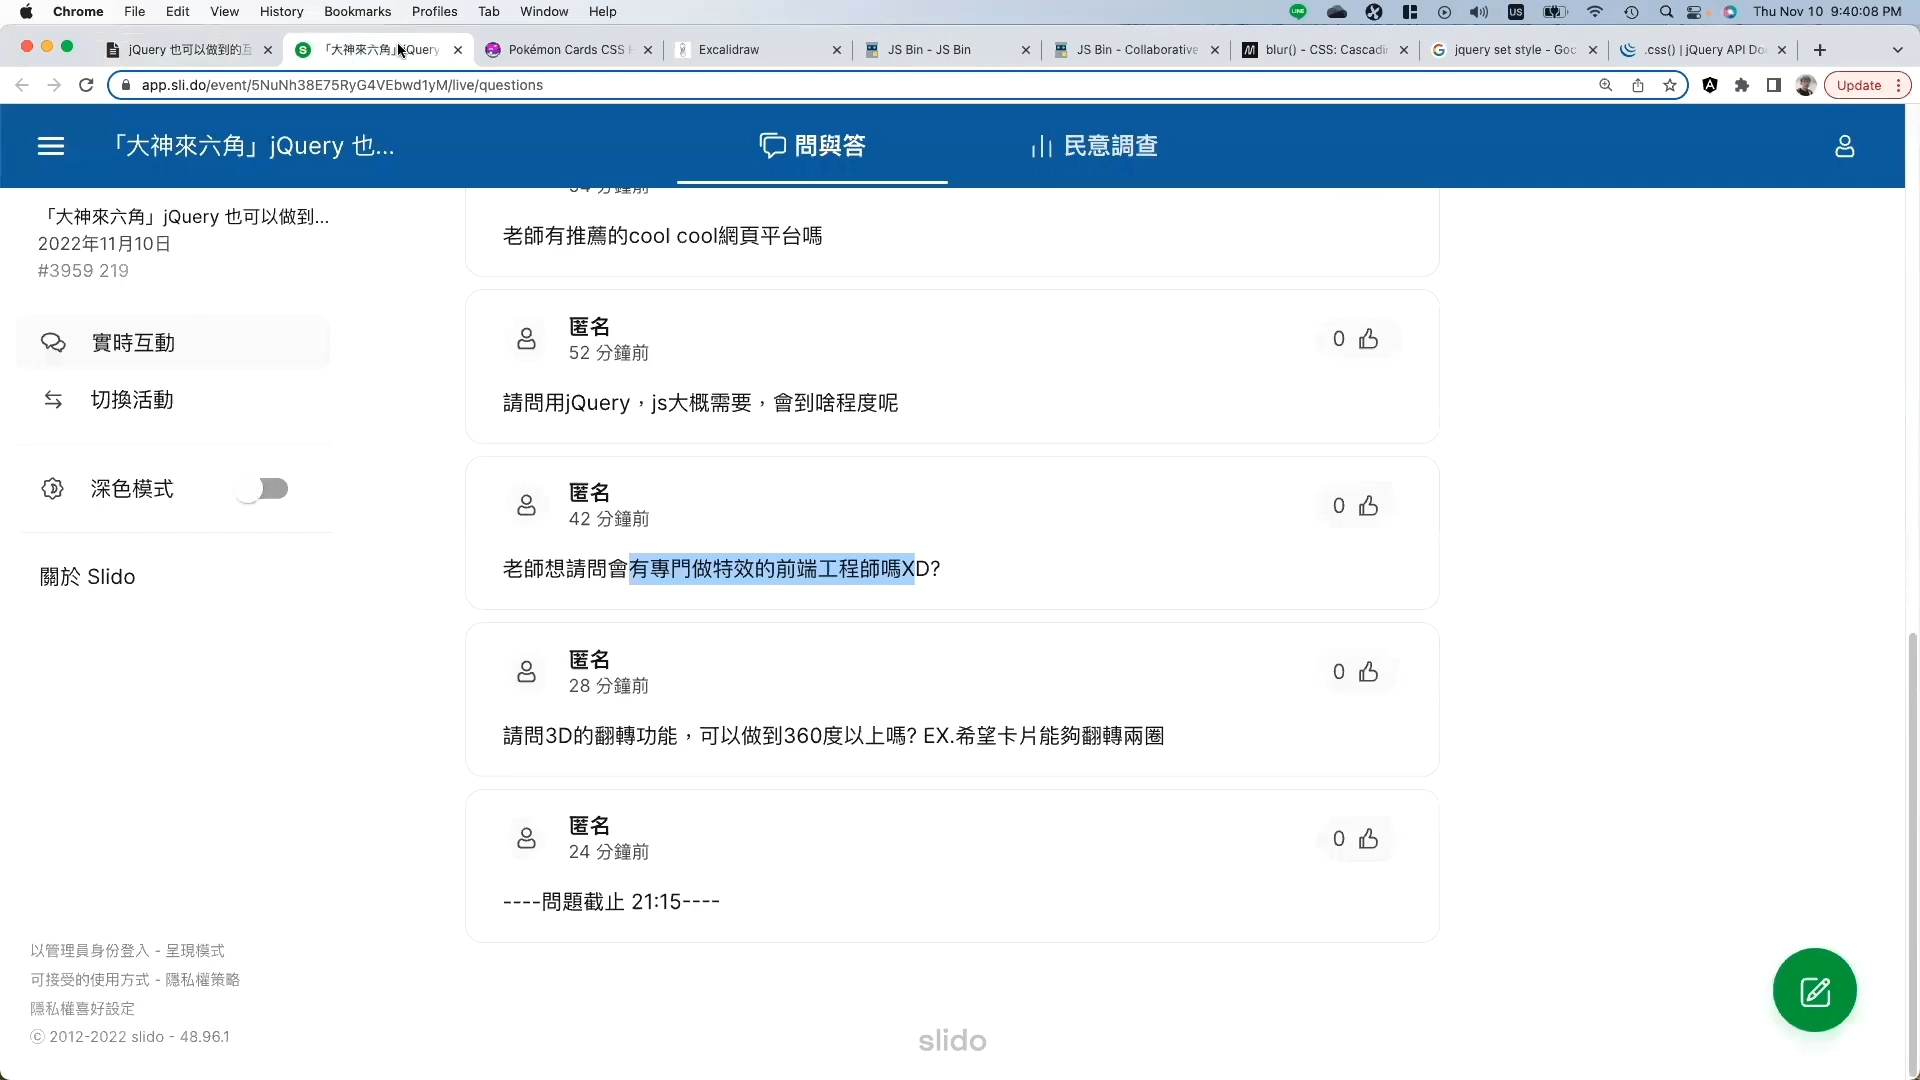 Chrome File Edit View History Bookmarks Profiles Tab Window Help US Thu Nov 10 9:40:08 PM
jQuery 也可以做到的互 「大神來六角」jQuery Pokémon Cards CSS H Excalidraw JS Bin - JS Bin JS Bin - Collaborative blur() - CSS: Cascadin jquery set style - Goo .css() | jQuery API Do
app.sli.do/event/5NuNh38E75RyG4VEbwd1yM/live/questions Update
「大神來六角」jQuery 也... 問與答 民意調查
「大神來六角」jQuery 也可以做到...
2022年11月10日
#3959 219
實時互動
切換活動
深色模式
關於 Slido
以管理員身份登入 - 呈現模式
可接受的使用方式 - 隱私權策略
隱私權喜好設定
© 2012-2022 slido - 48.96.1
54 分鐘前
老師有推薦的cool cool網頁平台嗎
匿名
52 分鐘前
0
請問用jQuery，js大概需要，會到啥程度呢
匿名
42 分鐘前
0
老師想請問會有專門做特效的前端工程師嗎XD?
匿名
28 分鐘前
0
請問3D的翻轉功能，可以做到360度以上嗎? EX.希望卡片能夠翻轉兩圈
匿名
24 分鐘前
0
----問題截止 21:15----
slido